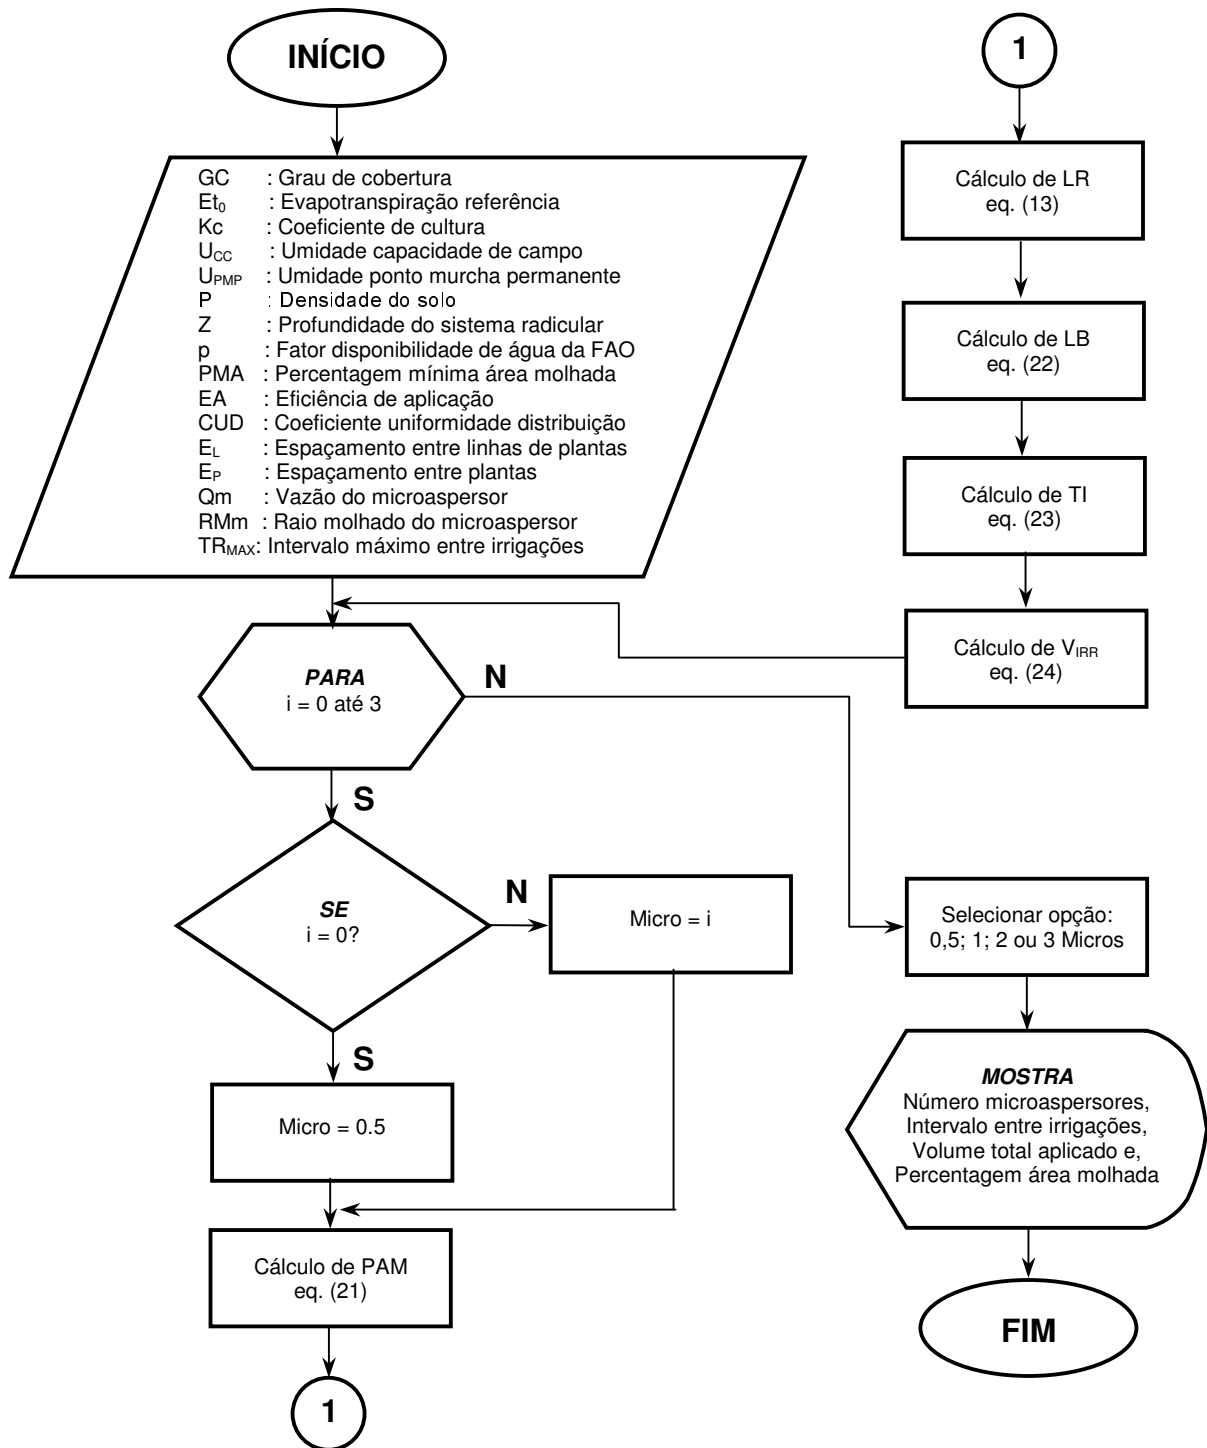 INÍCIO
GC : Grau de cobertura
Et₀ : Evapotranspiração referência
Kc : Coeficiente de cultura
U_CC : Umidade capacidade de campo
U_PMP : Umidade ponto murcha permanente
P : Densidade do solo
Z : Profundidade do sistema radicular
p : Fator disponibilidade de água da FAO
PMA : Percentagem mínima área molhada
EA : Eficiência de aplicação
CUD : Coeficiente uniformidade distribuição
E_L : Espaçamento entre linhas de plantas
E_P : Espaçamento entre plantas
Qm : Vazão do microaspersor
RMm : Raio molhado do microaspersor
TR_MAX: Intervalo máximo entre irrigações
PARA
i = 0 até 3
N
S
SE
i = 0?
N
Micro = i
S
Micro = 0.5
Cálculo de PAM
eq. (21)
1
1
Cálculo de LR
eq. (13)
Cálculo de LB
eq. (22)
Cálculo de TI
eq. (23)
Cálculo de V_IRR
eq. (24)
Selecionar opção:
0,5; 1; 2 ou 3 Micros
MOSTRA
Número microaspersores,
Intervalo entre irrigações,
Volume total aplicado e,
Percentagem área molhada
FIM